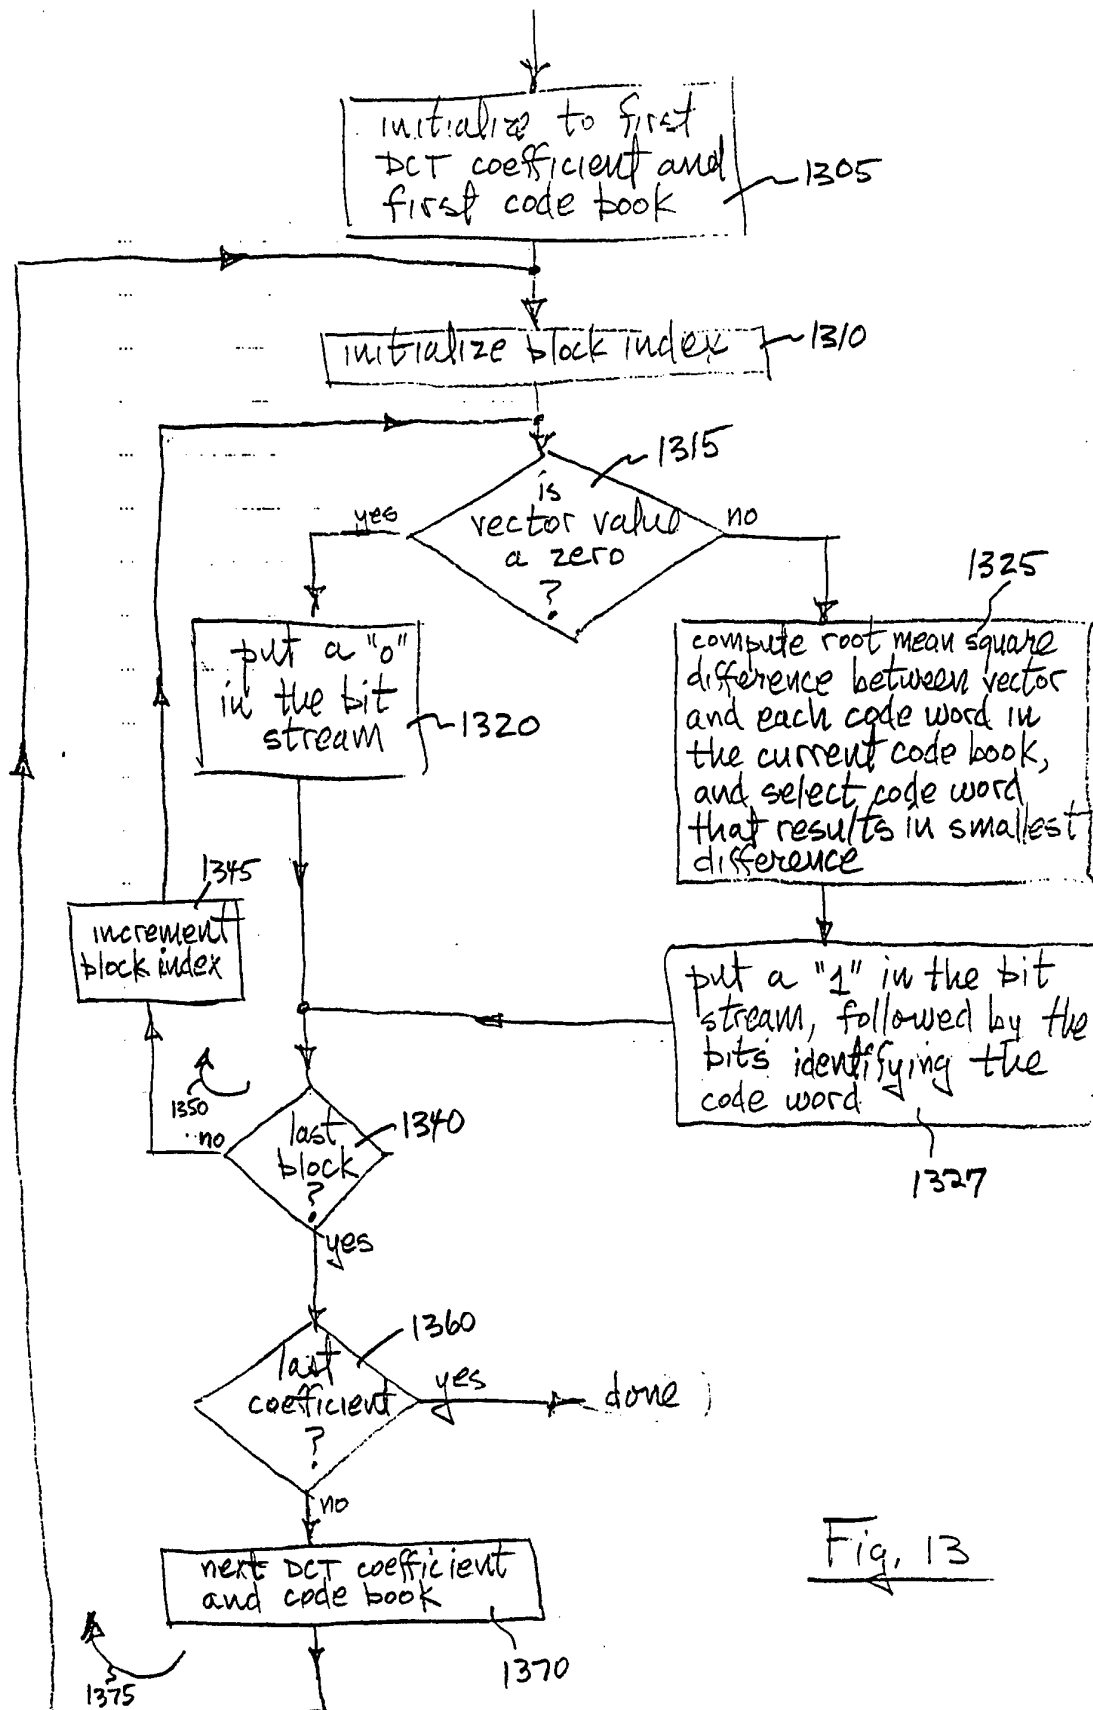 initialize to first
DCT coefficient and
first code book
1305
initialize block index
1310
1315
is
vector value
a zero
?
yes
no
1325
put a "0"
in the bit
stream
1320
compute root mean square
difference between vector
and each code word in
the current code book,
and select code word
that results in smallest
difference
1345
increment
block index
put a "1" in the bit
stream, followed by the
bits identifying the
code word
1327
1350
no
last
block
?
1340
yes
1360
last
coefficient
?
yes
done
no
next DCT coefficient
and code book
1370
1375
Fig. 13